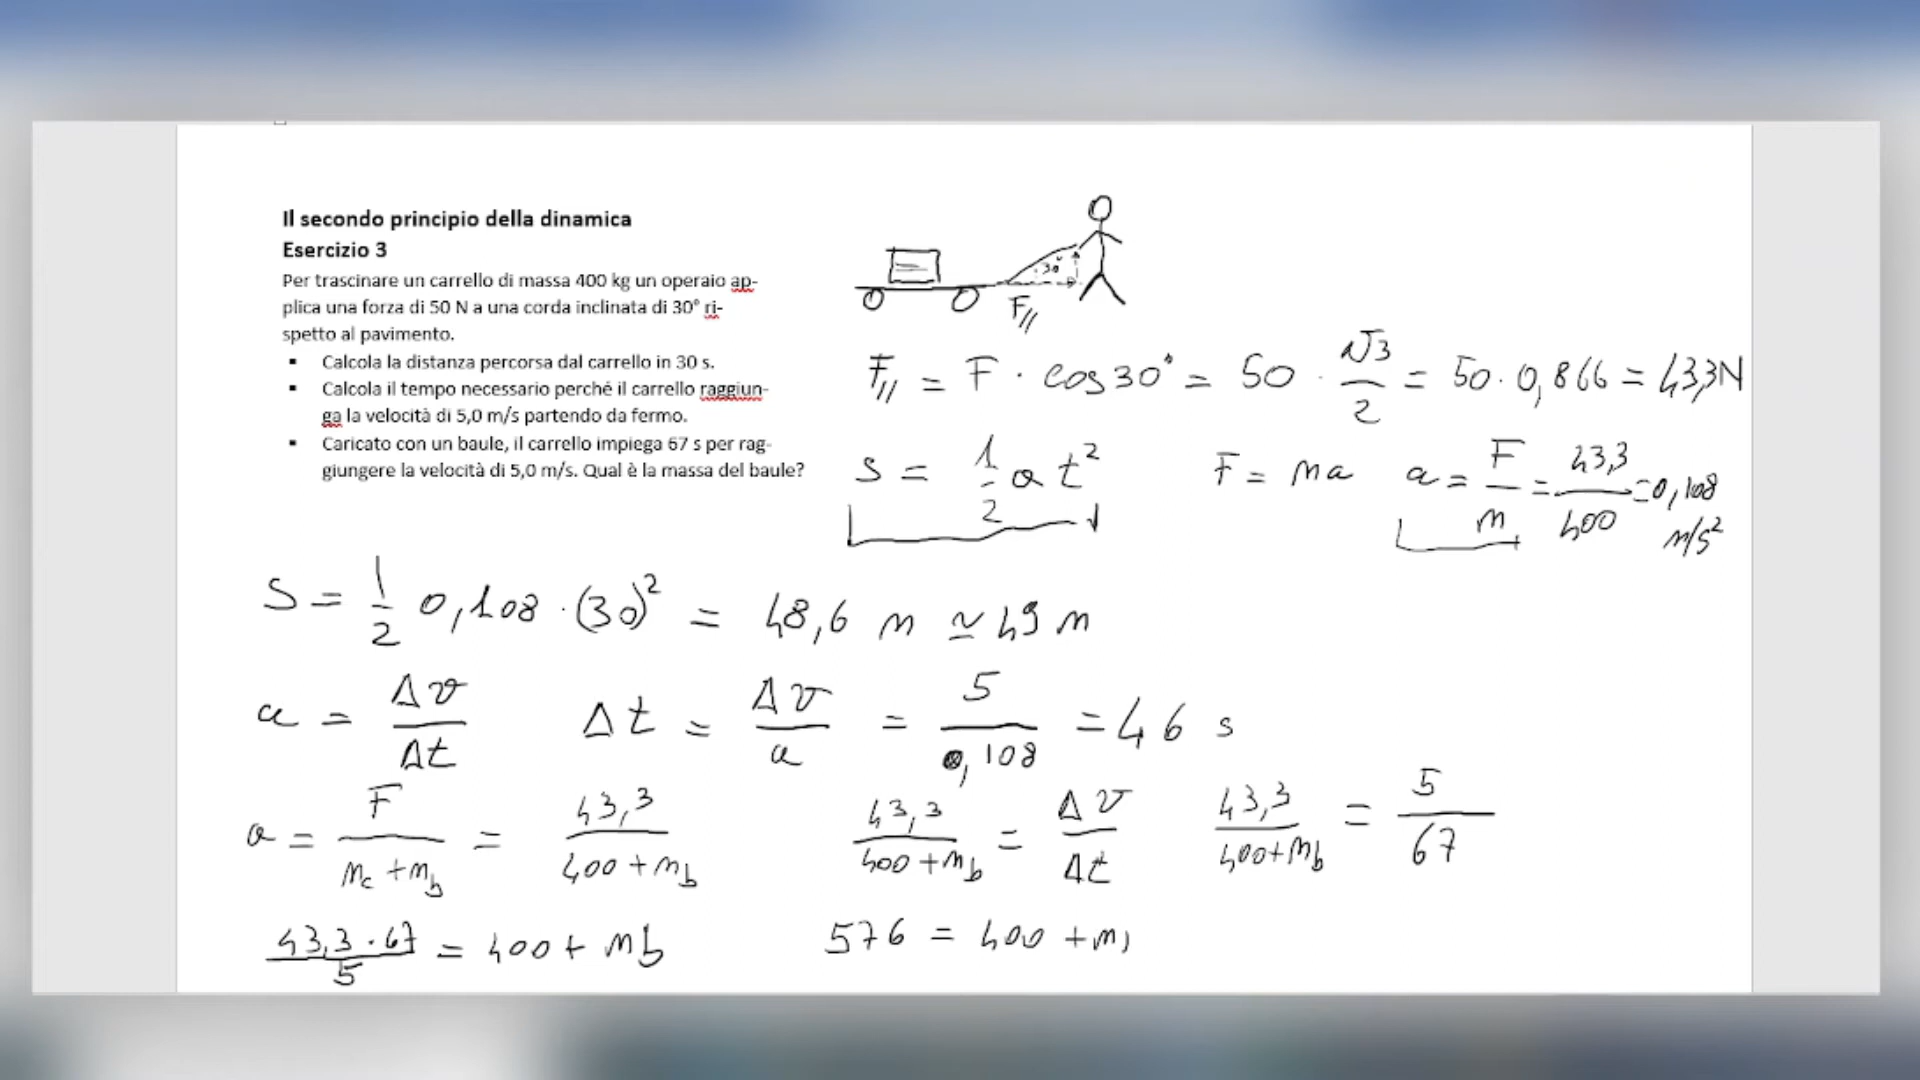 Il secondo principio della dinamica
Esercizio 3
Per trascinare un carrello di massa 400 kg un operaio ap-
plica una forza di 50 N a una corda inclinata di 30° ri-
spetto al pavimento.
▪ Calcola la distanza percorsa dal carrello in 30 s.
▪ Calcola il tempo necessario perché il carrello raggiun-
ga la velocità di 5,0 m/s partendo da fermo.
▪ Caricato con un baule, il carrello impiega 67 s per rag-
giungere la velocità di 5,0 m/s. Qual è la massa del baule?
30°
F//
F// = F · cos30° = 50 · √3/2 = 50 · 0,866 = 43,3N
s = 1/2 a t²
F = ma
a = F/m = 43,3/400 = 0,108 m/s²
S = 1/2 0,108 · (30)² = 48,6 m ≃ 49 m
a = Δv/Δt
Δt = Δv/a = 5/0,108 = 46 s
a = F/(mc + mb) = 43,3/(400 + mb)
43,3/(400 + mb) = Δv/Δt
43,3/(400+mb) = 5/67
43,3 · 67/5 = 400 + mb
576 = 400 + m